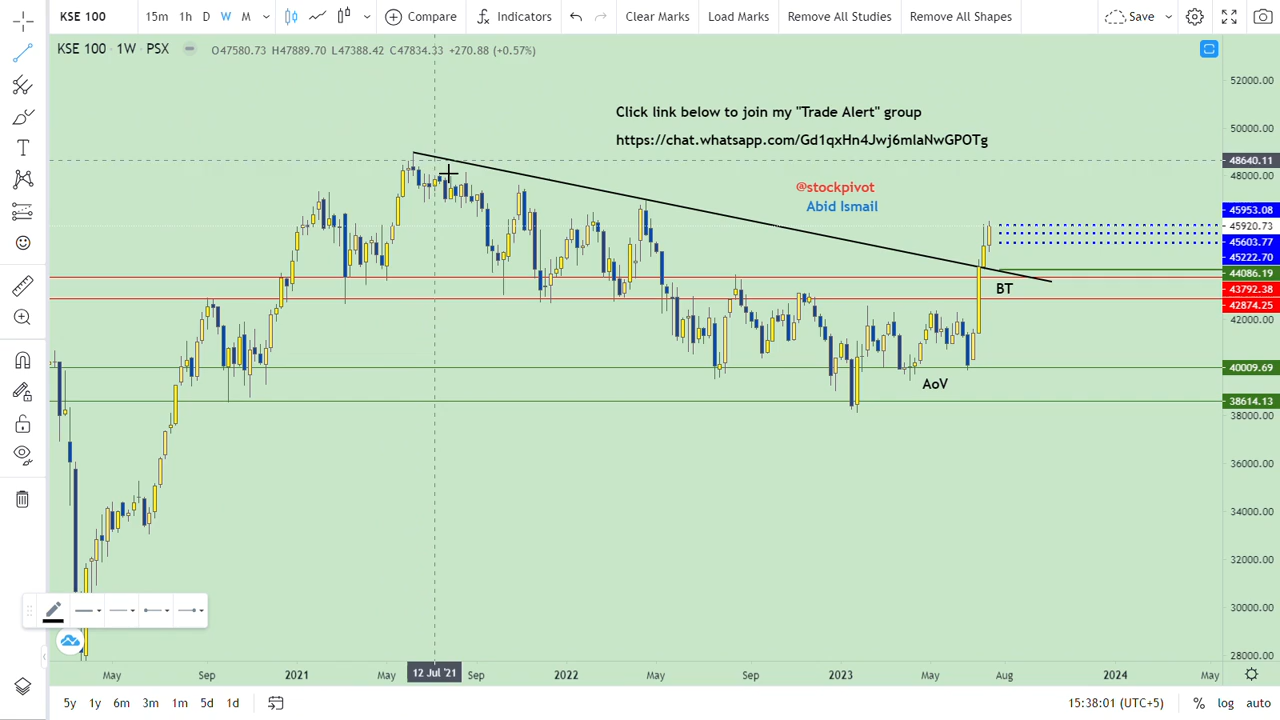 KSE 100 15m 1h D W M Compare Indicators Clear Marks Load Marks Remove All Studies Remove All Shapes Save
KSE 100 · 1W · PSX O47580.73 H47889.70 L47388.42 C47834.33 +270.88 (+0.57%)
52000.00
Click link below to join my "Trade Alert" group
50000.00
https://chat.whatsapp.com/Gd1qxHn4Jwj6mlaNwGPOTg
48640.11
48000.00
@stockpivot
Abid Ismail
45953.08
45920.73
45603.77
45222.70
44086.19
BT
43792.38
42874.25
42000.00
40009.69
AoV
38614.13
38000.00
36000.00
34000.00
32000.00
30000.00
28000.00
May Sep 2021 May 12 Jul '21 Sep 2022 May Sep 2023 May Aug 2024 May
5y 1y 6m 3m 1m 5d 1d 15:38:01 (UTC+5) % log auto